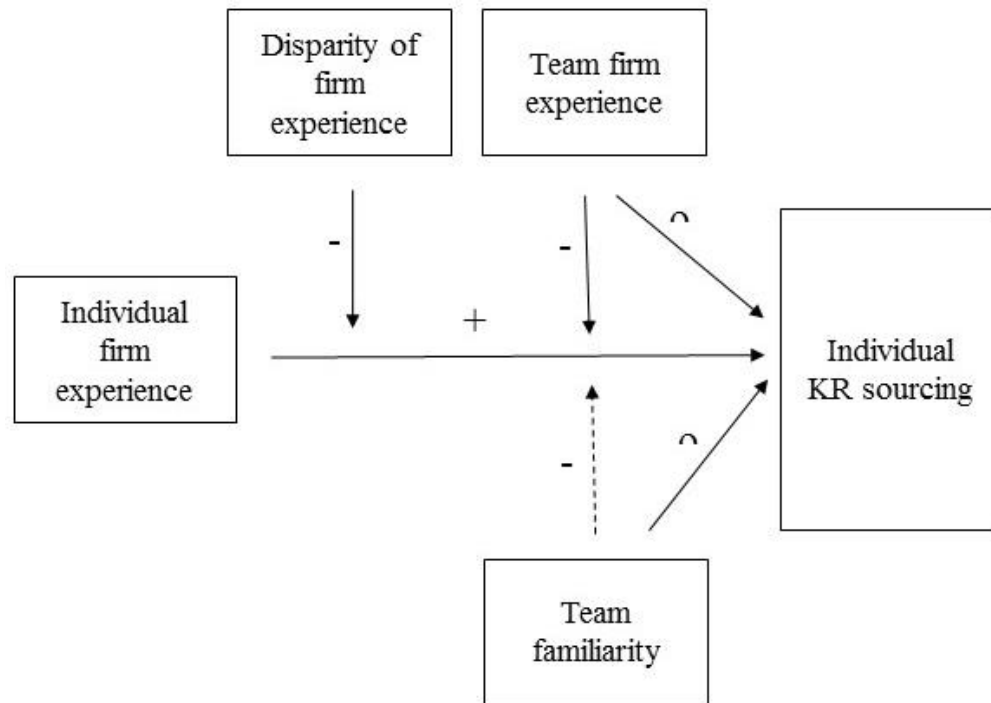 Disparity of
firm
experience
Team firm
experience
-
-
+
Individual
firm
experience
Individual
KR sourcing
-
Team
familiarity